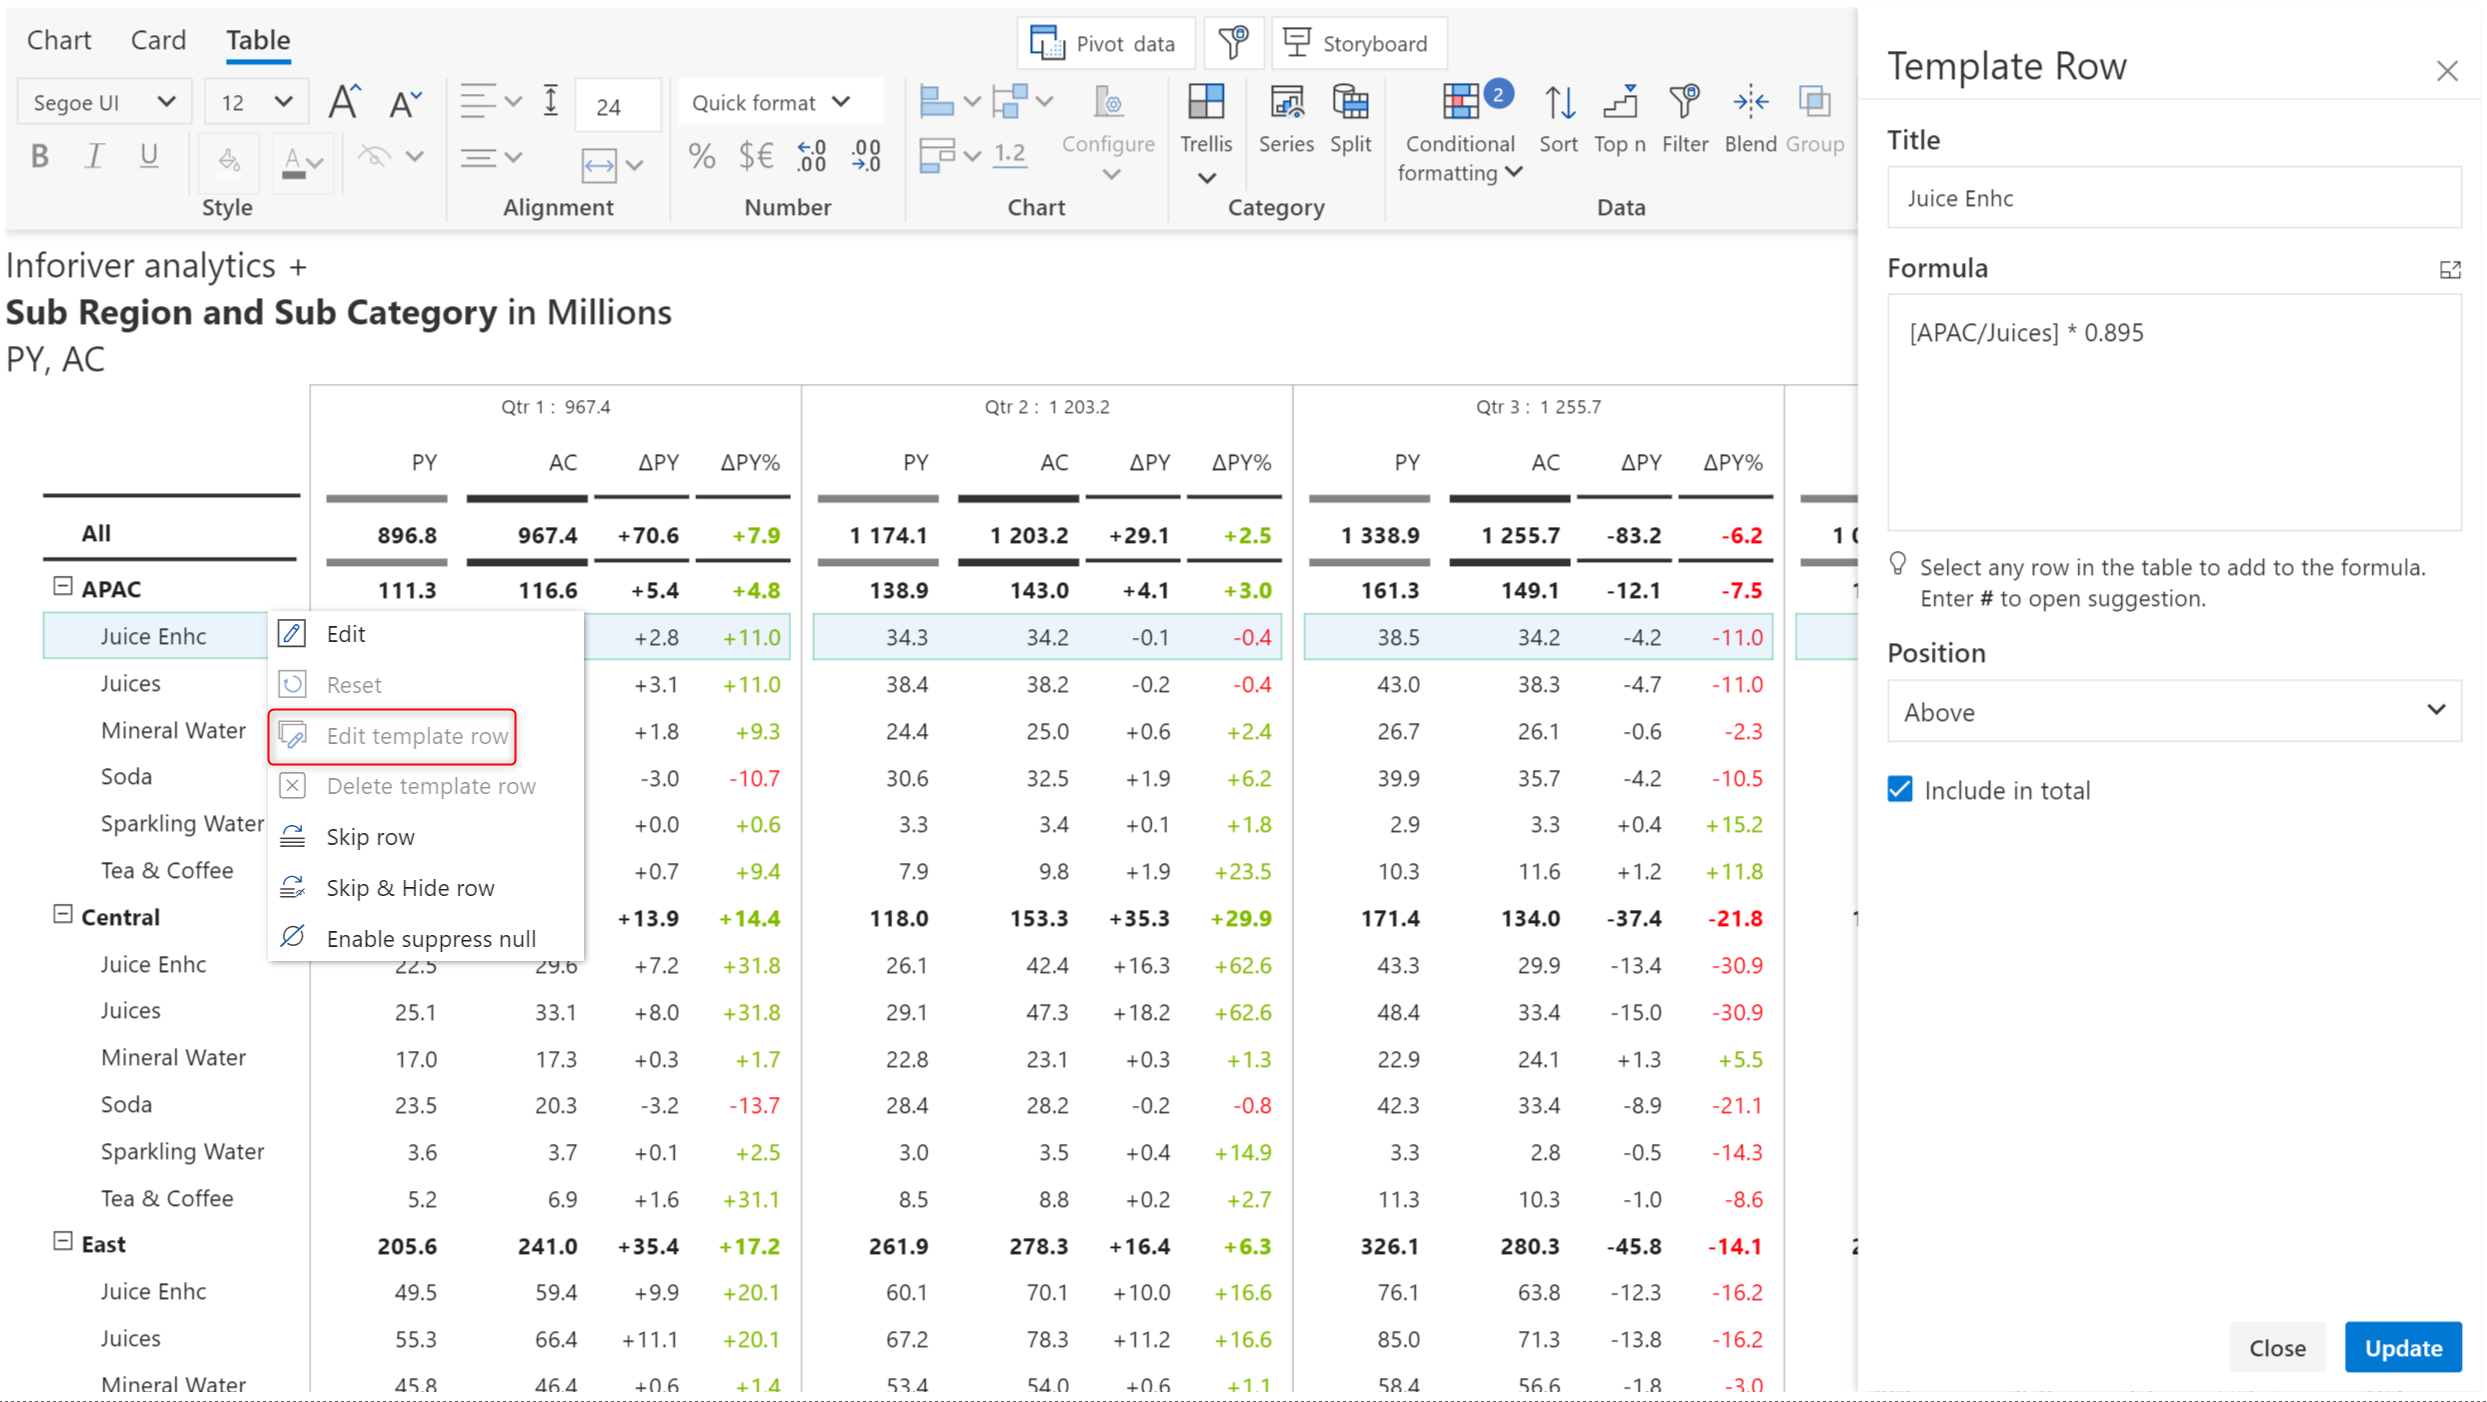 Chart Card Table
Pivot data
Storyboard
Segoe UI 12 A A 24 Quick format
B I U A % $€ .0 .00 .00 .0 1.2
Configure Trellis Series Split Conditional formatting 2 Sort Top n Filter Blend Group
Style Alignment Number Chart Category Data
Inforiver analytics +
Sub Region and Sub Category in Millions
PY, AC
Qtr 1 : 967.4 Qtr 2 : 1 203.2 Qtr 3 : 1 255.7
PY AC ΔPY ΔPY% PY AC ΔPY ΔPY% PY AC ΔPY ΔPY%
All 896.8 967.4 +70.6 +7.9 1 174.1 1 203.2 +29.1 +2.5 1 338.9 1 255.7 -83.2 -6.2
APAC 111.3 116.6 +5.4 +4.8 138.9 143.0 +4.1 +3.0 161.3 149.1 -12.1 -7.5
Juice Enhc +2.8 +11.0 34.3 34.2 -0.1 -0.4 38.5 34.2 -4.2 -11.0
Juices +3.1 +11.0 38.4 38.2 -0.2 -0.4 43.0 38.3 -4.7 -11.0
Mineral Water +1.8 +9.3 24.4 25.0 +0.6 +2.4 26.7 26.1 -0.6 -2.3
Soda -3.0 -10.7 30.6 32.5 +1.9 +6.2 39.9 35.7 -4.2 -10.5
Sparkling Water +0.0 +0.6 3.3 3.4 +0.1 +1.8 2.9 3.3 +0.4 +15.2
Tea & Coffee +0.7 +9.4 7.9 9.8 +1.9 +23.5 10.3 11.6 +1.2 +11.8
Central +13.9 +14.4 118.0 153.3 +35.3 +29.9 171.4 134.0 -37.4 -21.8
Juice Enhc 22.5 29.6 +7.2 +31.8 26.1 42.4 +16.3 +62.6 43.3 29.9 -13.4 -30.9
Juices 25.1 33.1 +8.0 +31.8 29.1 47.3 +18.2 +62.6 48.4 33.4 -15.0 -30.9
Mineral Water 17.0 17.3 +0.3 +1.7 22.8 23.1 +0.3 +1.3 22.9 24.1 +1.3 +5.5
Soda 23.5 20.3 -3.2 -13.7 28.4 28.2 -0.2 -0.8 42.3 33.4 -8.9 -21.1
Sparkling Water 3.6 3.7 +0.1 +2.5 3.0 3.5 +0.4 +14.9 3.3 2.8 -0.5 -14.3
Tea & Coffee 5.2 6.9 +1.6 +31.1 8.5 8.8 +0.2 +2.7 11.3 10.3 -1.0 -8.6
East 205.6 241.0 +35.4 +17.2 261.9 278.3 +16.4 +6.3 326.1 280.3 -45.8 -14.1
Juice Enhc 49.5 59.4 +9.9 +20.1 60.1 70.1 +10.0 +16.6 76.1 63.8 -12.3 -16.2
Juices 55.3 66.4 +11.1 +20.1 67.2 78.3 +11.2 +16.6 85.0 71.3 -13.8 -16.2
Mineral Water 45.8 46.4 +0.6 +1.4 53.4 54.0 +0.6 +1.1 58.4 56.6 -1.8 -3.0
Edit
Reset
Edit template row
Delete template row
Skip row
Skip & Hide row
Enable suppress null
Template Row
Title
Juice Enhc
Formula
[APAC/Juices] * 0.895
Select any row in the table to add to the formula.
Enter # to open suggestion.
Position
Above
Include in total
Close Update